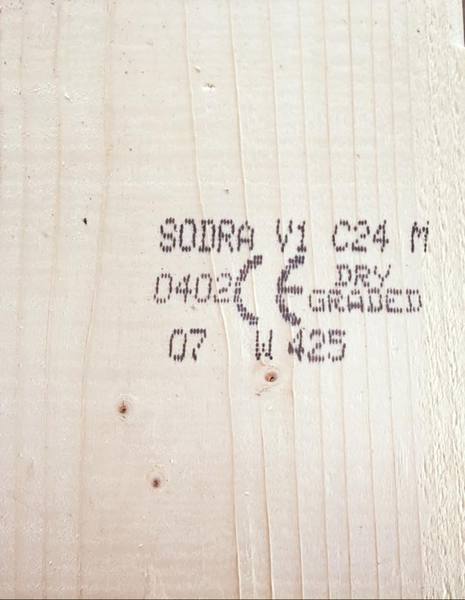 SODRA V1 C24 M
0402 CE DRY
GRADED
07 W 425